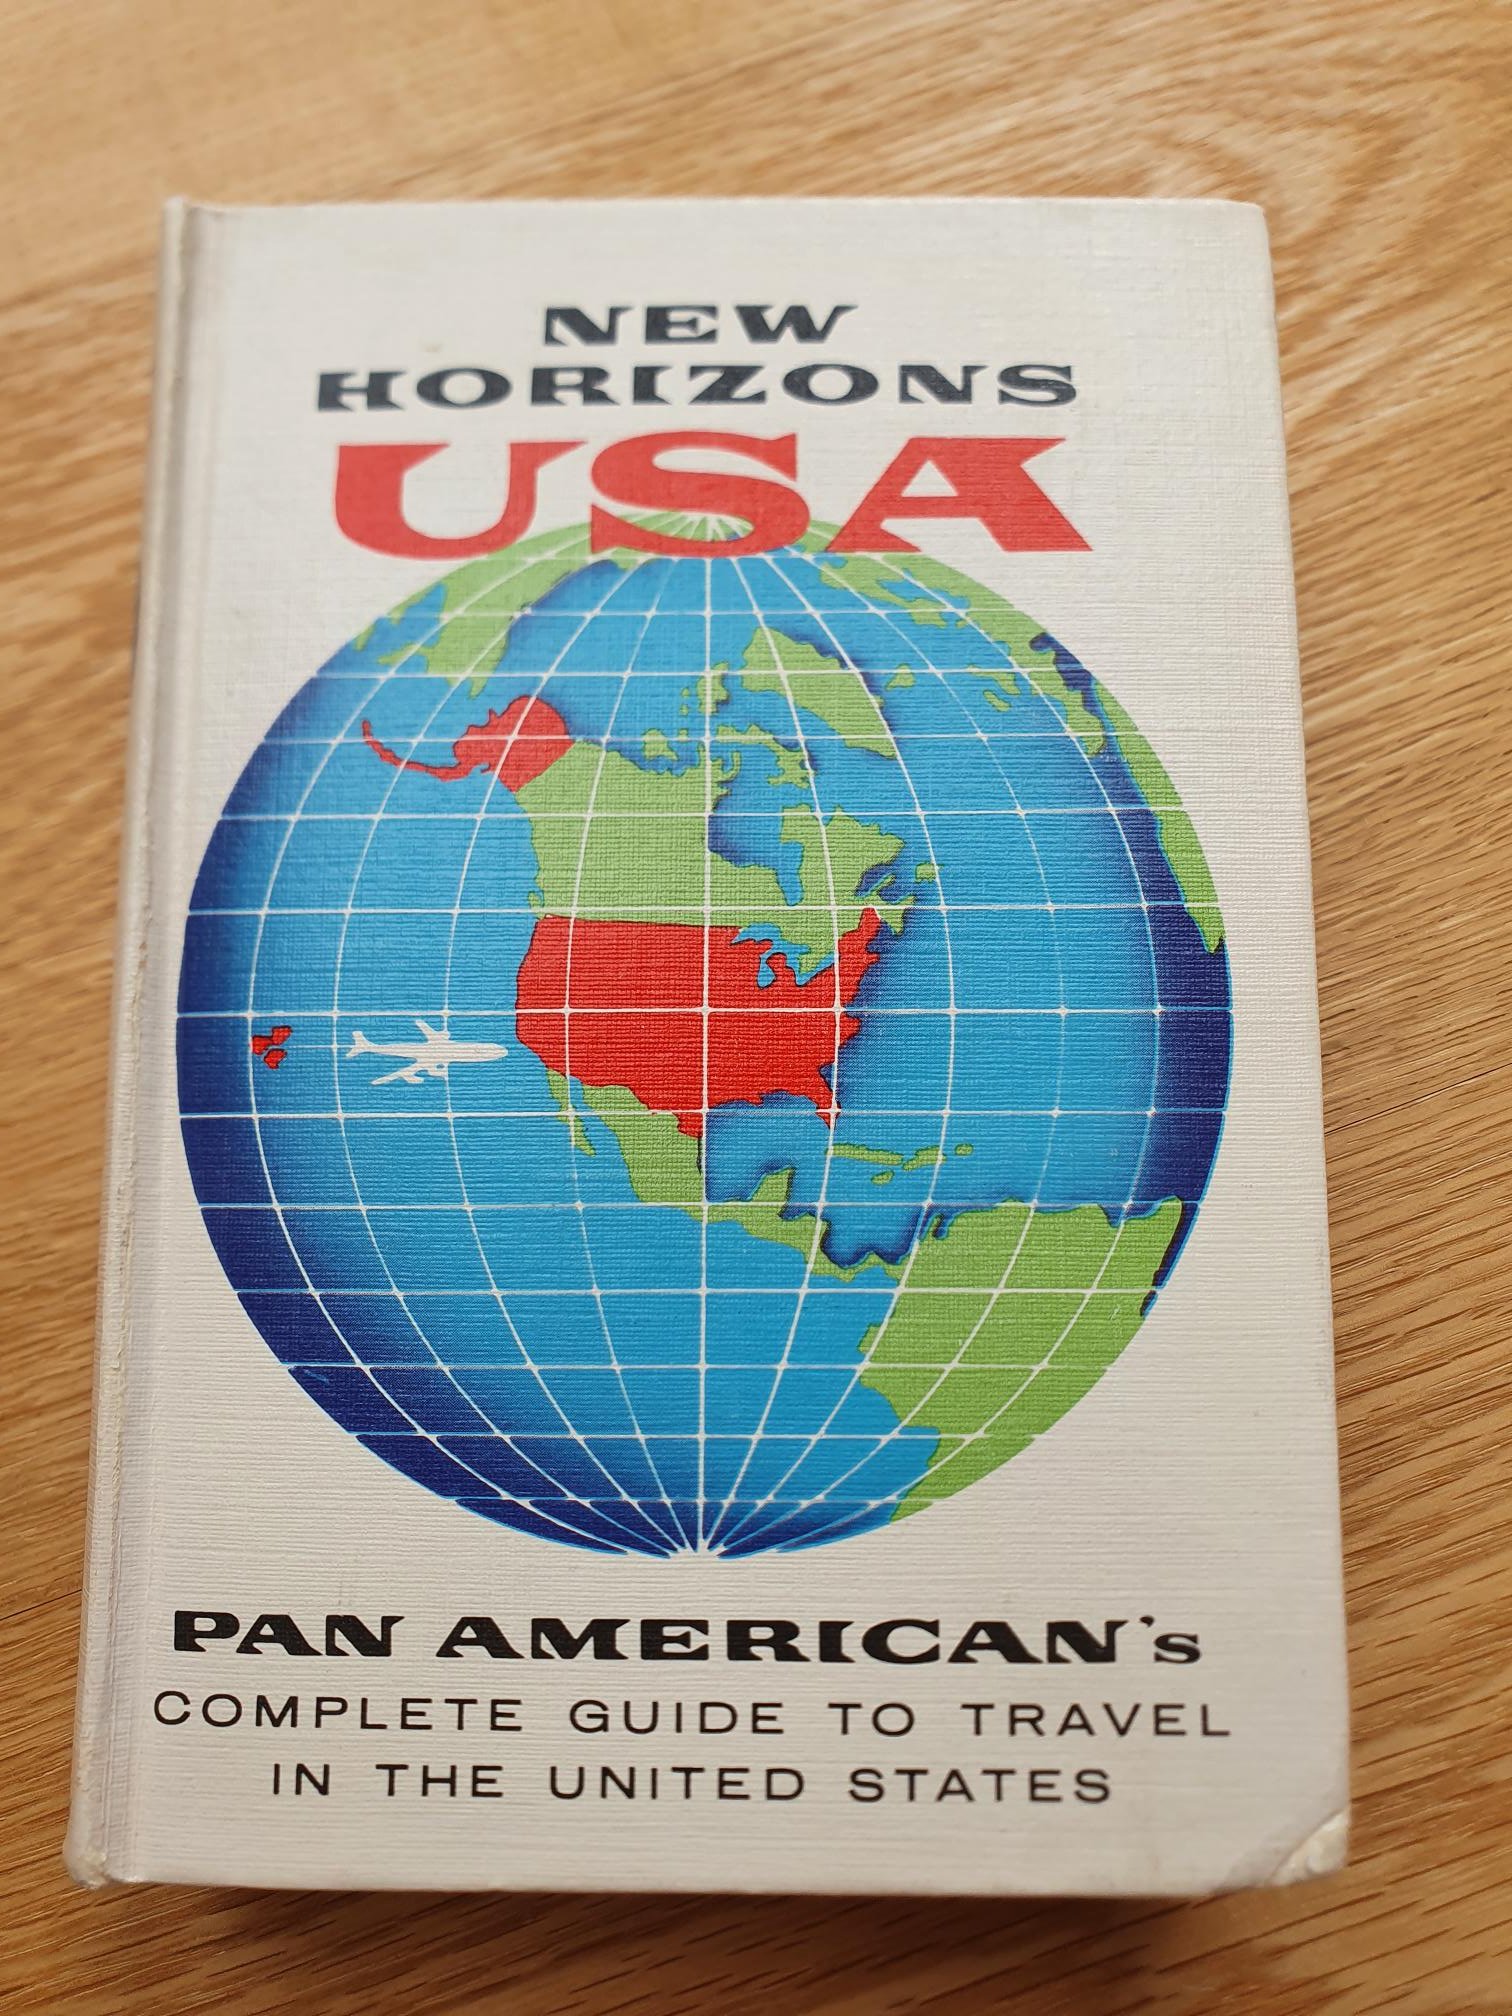 NEW
HORIZONS
USA
PAN AMERICAN's
COMPLETE GUIDE TO TRAVEL
IN THE UNITED STATES